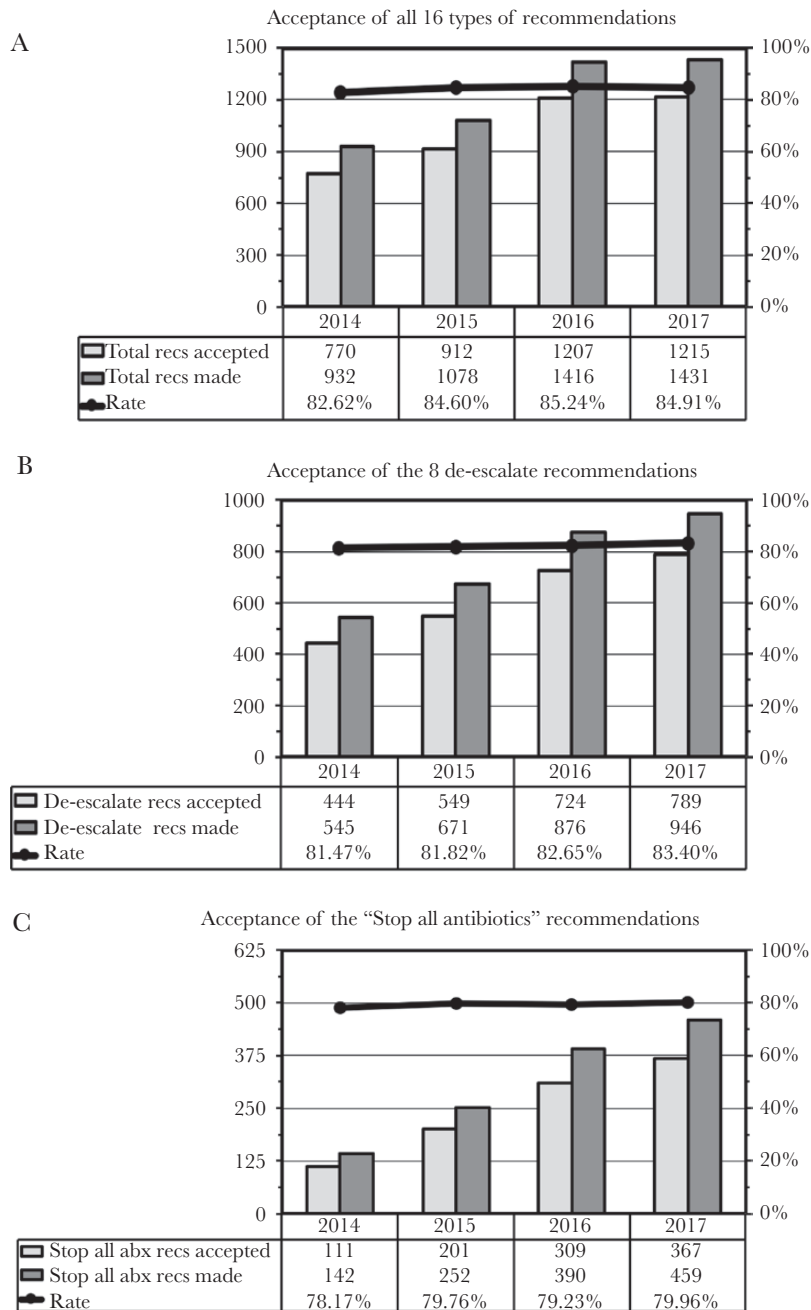 A
Acceptance of all 16 types of recommendations
1500 100%
1200 80%
900 60%
600 40%
300 20%
0 0%
2014 2015 2016 2017
Total recs accepted 770 912 1207 1215
Total recs made 932 1078 1416 1431
Rate 82.62% 84.60% 85.24% 84.91%
B
Acceptance of the 8 de-escalate recommendations
1000 100%
800 80%
600 60%
400 40%
200 20%
0 0%
2014 2015 2016 2017
De-escalate recs accepted 444 549 724 789
De-escalate recs made 545 671 876 946
Rate 81.47% 81.82% 82.65% 83.40%
C
Acceptance of the “Stop all antibiotics” recommendations
625 100%
500 80%
375 60%
250 40%
125 20%
0 0%
2014 2015 2016 2017
Stop all abx recs accepted 111 201 309 367
Stop all abx recs made 142 252 390 459
Rate 78.17% 79.76% 79.23% 79.96%